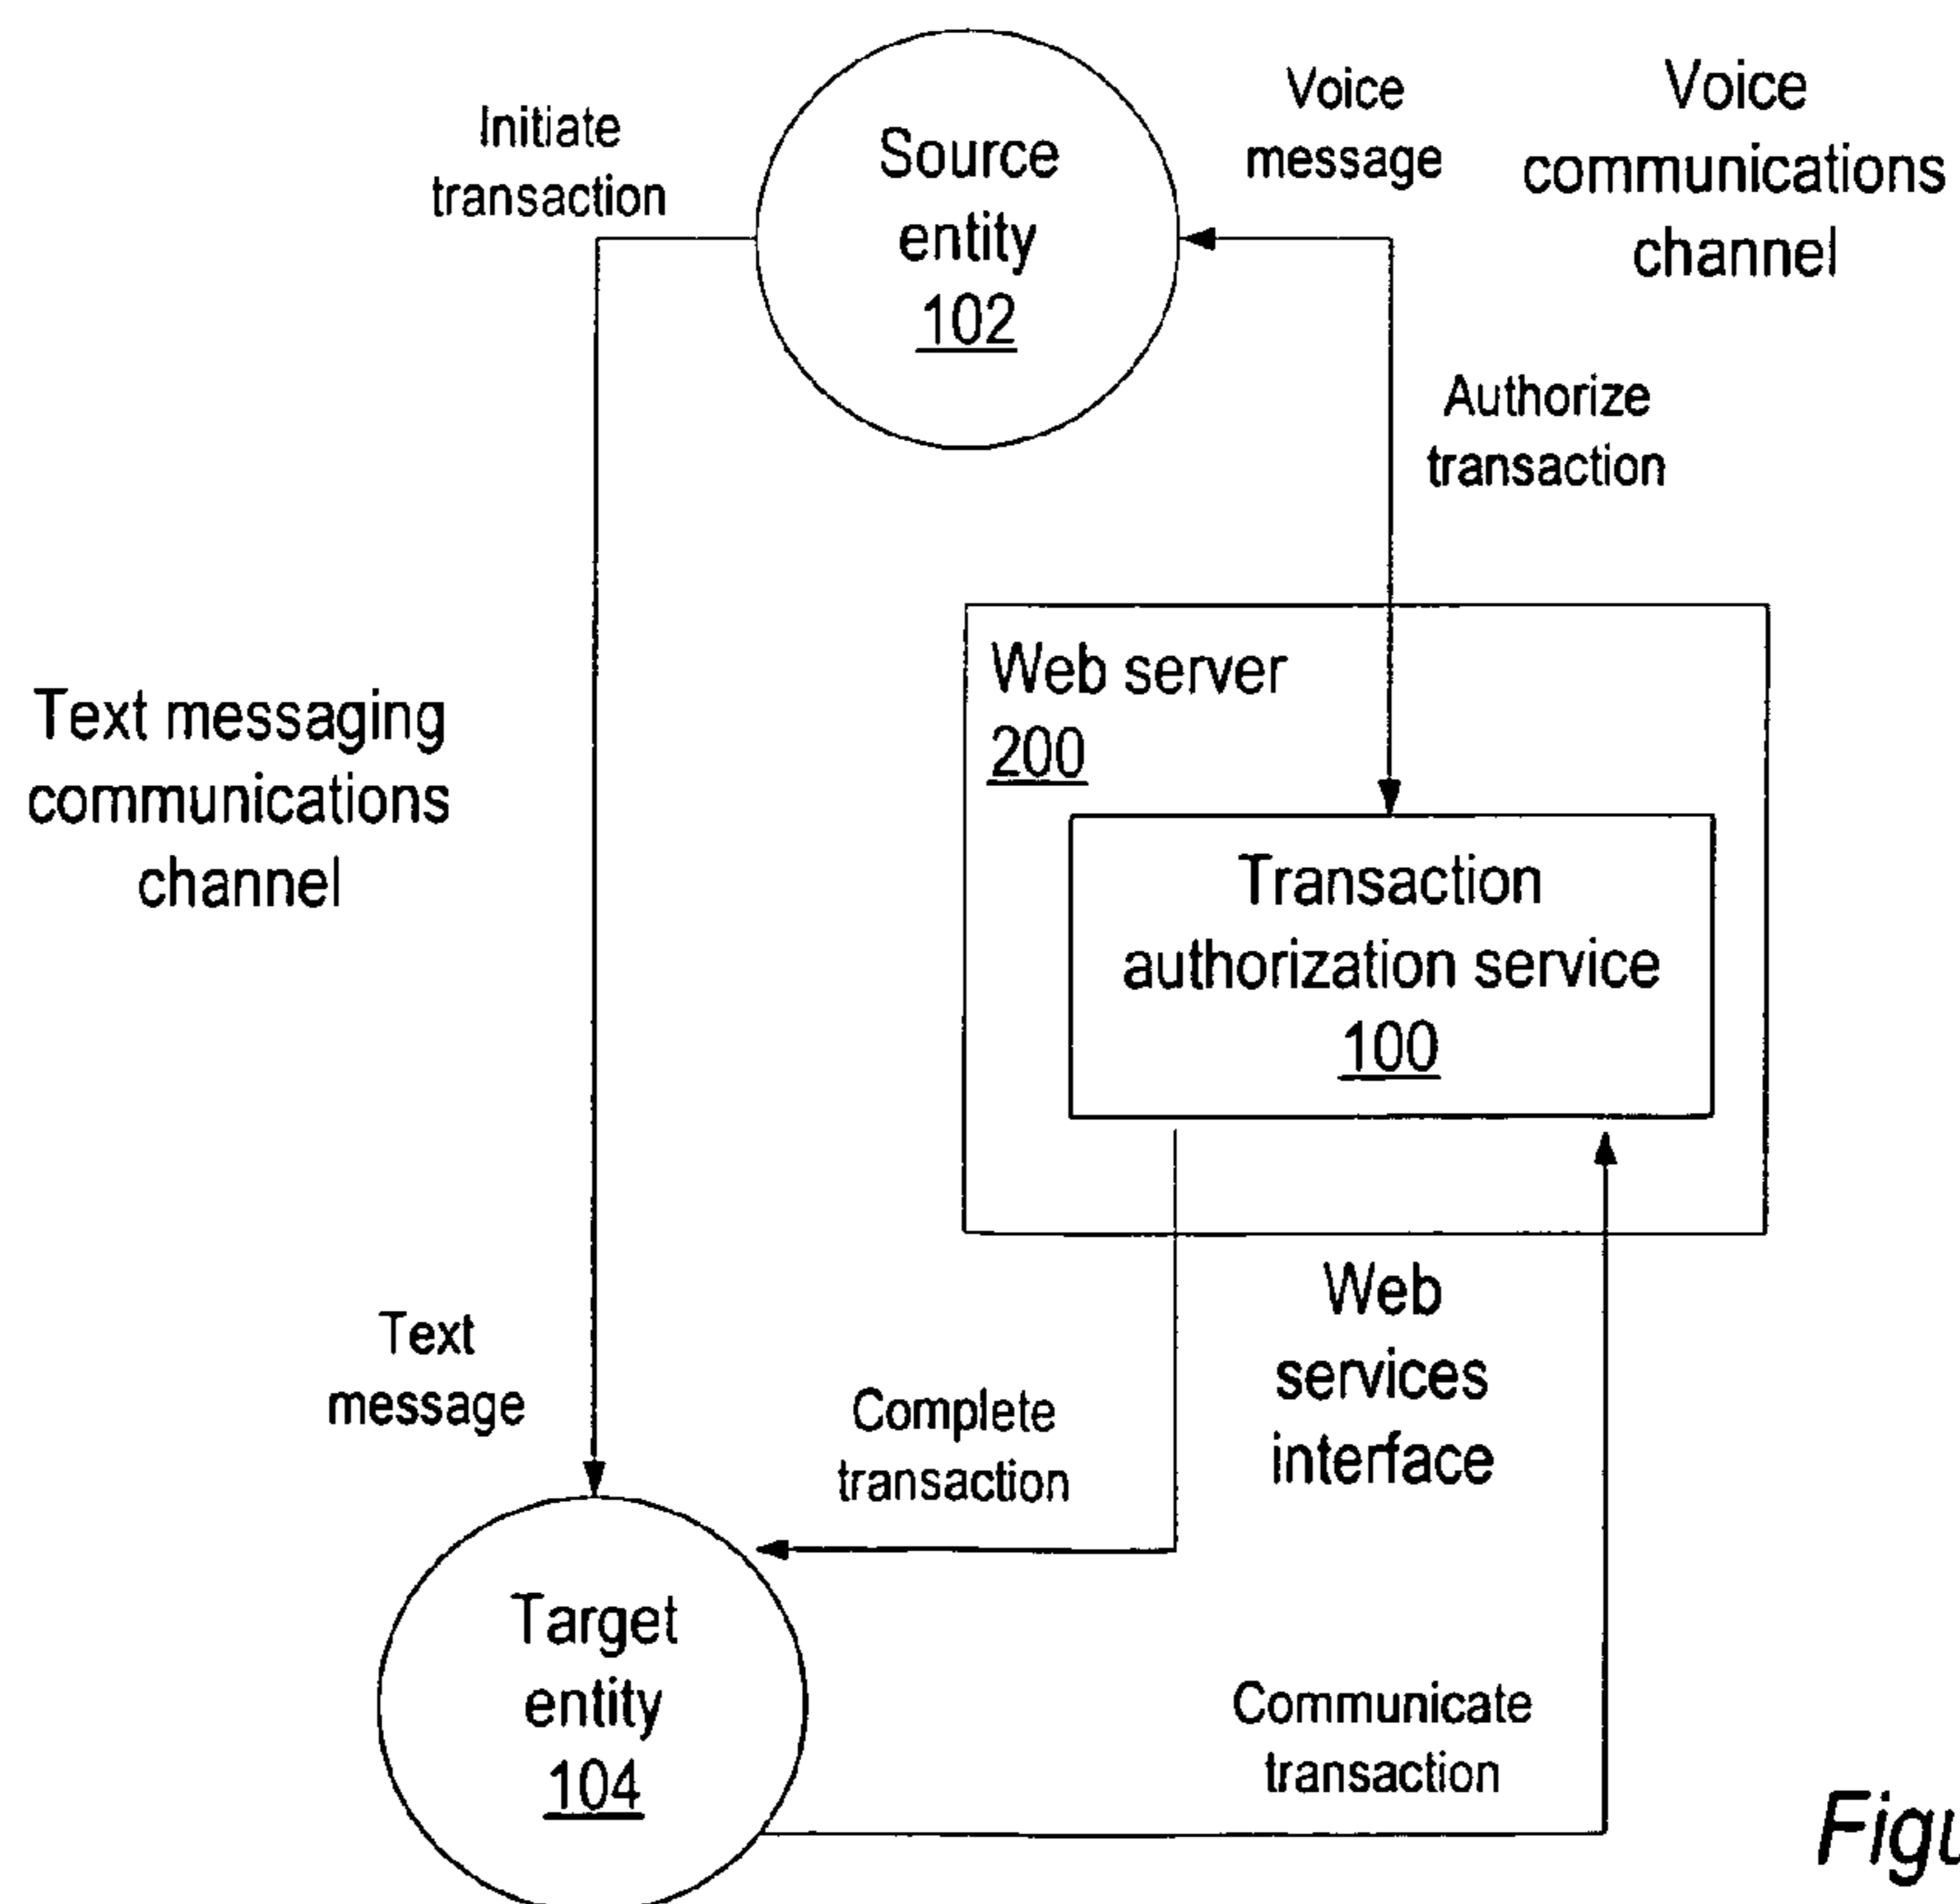 Initiate
transaction
Source
entity
102
Voice
message
Voice
communications
channel
Authorize
transaction
Web server
200
Text messaging
communications
channel
Transaction
authorization service
100
Web
services
interface
Text
message
Complete
transaction
Target
entity
104
Communicate
transaction